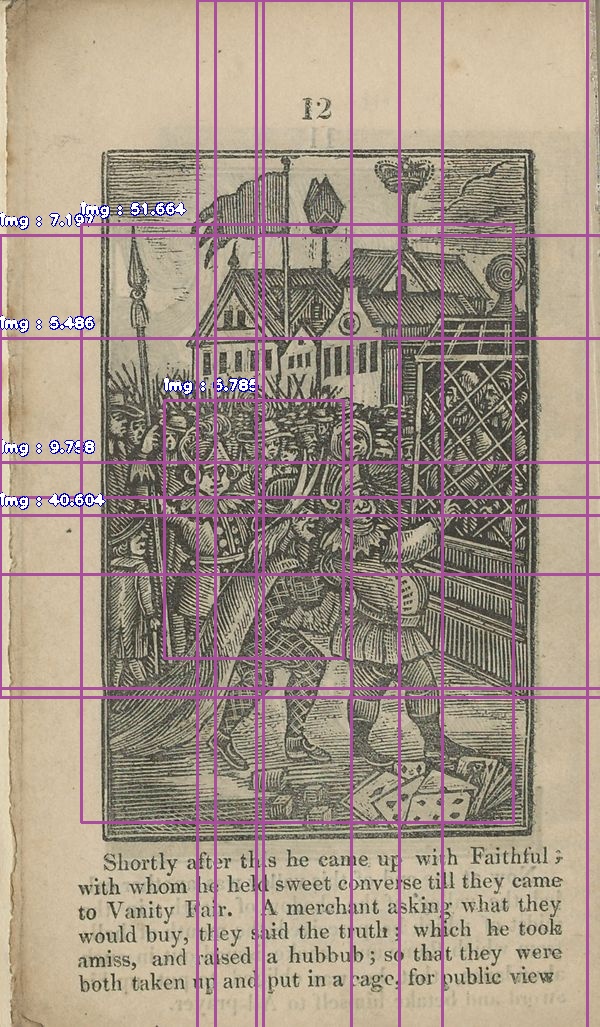 12
Img : 51.664
Img : 7.197
Img : 5.486
Img : 6.785
Img : 9.758
Img : 40.604
Shortly after this he came up with Faithful ;
with whom he held sweet converse till they came
to Vanity Fair. A merchant asking what they
would buy, they said the truth ; which he took
amiss, and raised a hubbub ; so that they were
both taken up and put in a cage, for public view